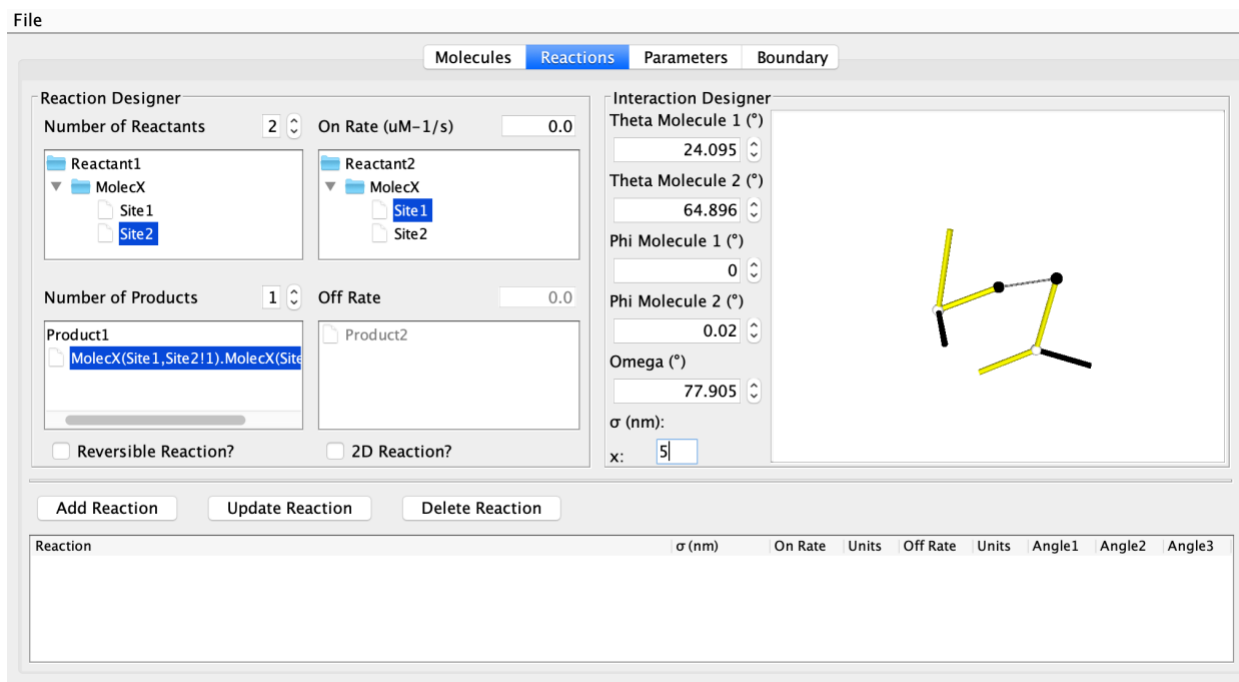 File
Molecules Reactions Parameters Boundary
Reaction Designer
Number of Reactants 2 On Rate (uM-1/s) 0.0
Reactant1
MolecX
Site1
Site2
Reactant2
MolecX
Site1
Site2
Number of Products 1 Off Rate 0.0
Product1
MolecX(Site1,Site2!1).MolecX(Site
Product2
Reversible Reaction? 2D Reaction?
Interaction Designer
Theta Molecule 1 (°)
24.095
Theta Molecule 2 (°)
64.896
Phi Molecule 1 (°)
0
Phi Molecule 2 (°)
0.02
Omega (°)
77.905
σ (nm):
x: 5
Add Reaction Update Reaction Delete Reaction
Reaction σ (nm) On Rate Units Off Rate Units Angle1 Angle2 Angle3